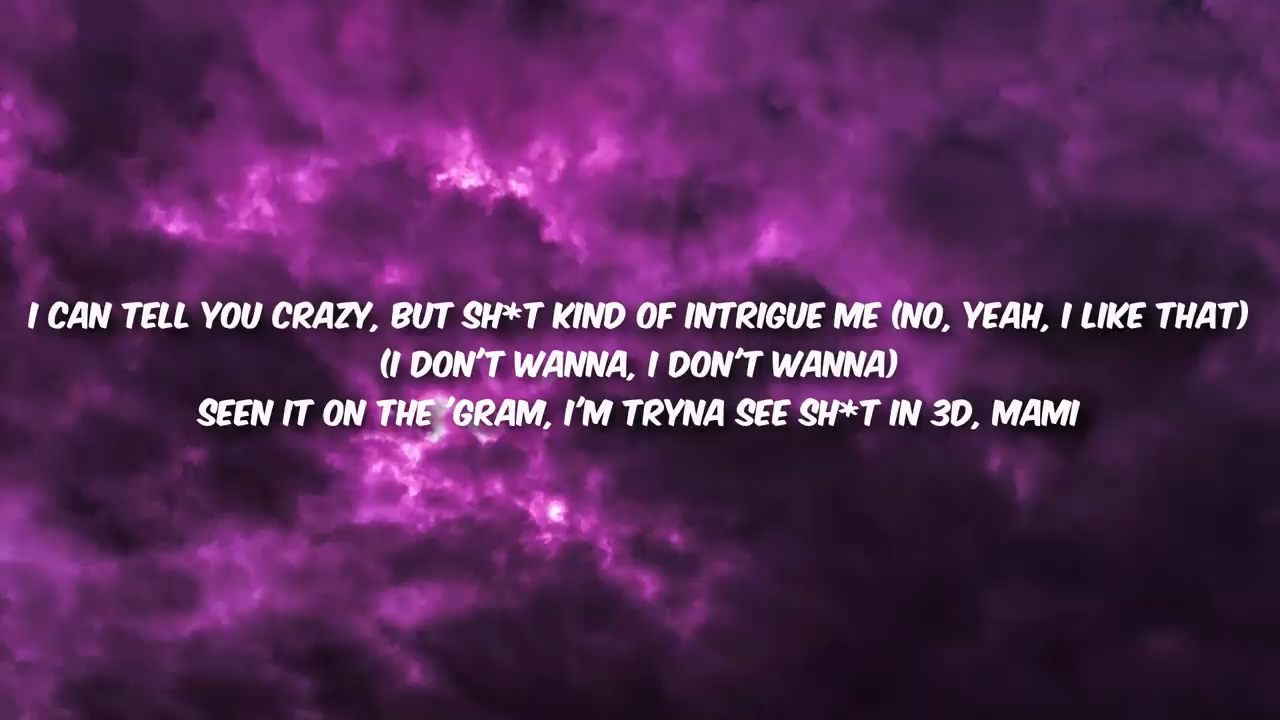 I CAN TELL YOU CRAZY, BUT SH*T KIND OF INTRIGUE ME (NO, YEAH, I LIKE THAT)
(I DON'T WANNA, I DON'T WANNA)
SEEN IT ON THE 'GRAM, I'M TRYNA SEE SH*T IN 3D, MAMI